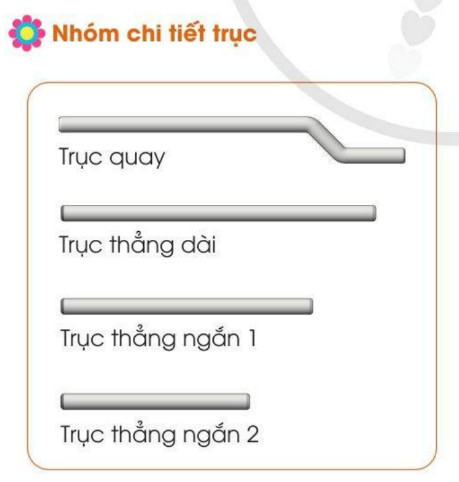 Nhóm chi tiết trục
Trục quay
Trục thẳng dài
Trục thẳng ngắn 1
Trục thẳng ngắn 2